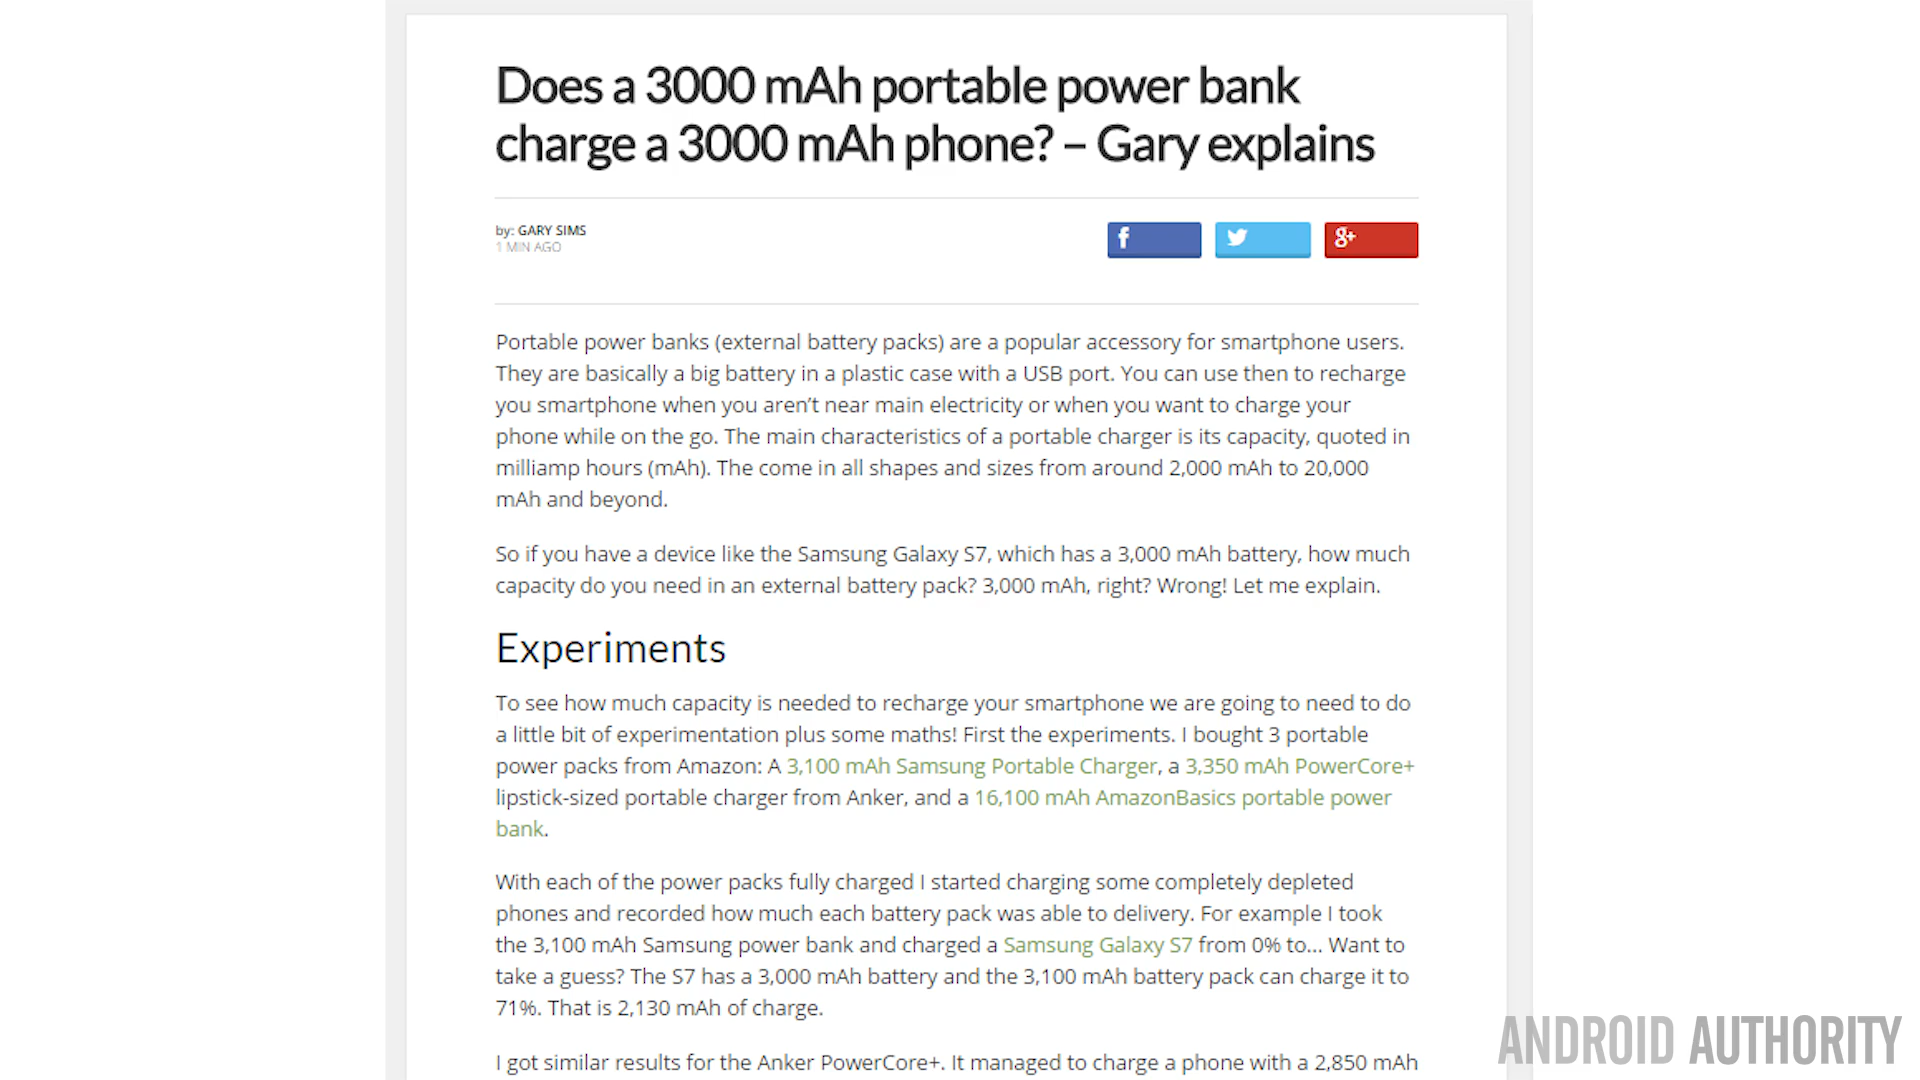 Does a 3000 mAh portable power bank
charge a 3000 mAh phone? – Gary explains
by: GARY SIMS
1 MIN AGO
f
g+
Portable power banks (external battery packs) are a popular accessory for smartphone users.
They are basically a big battery in a plastic case with a USB port. You can use then to recharge
you smartphone when you aren't near main electricity or when you want to charge your
phone while on the go. The main characteristics of a portable charger is its capacity, quoted in
milliamp hours (mAh). The come in all shapes and sizes from around 2,000 mAh to 20,000
mAh and beyond.
So if you have a device like the Samsung Galaxy S7, which has a 3,000 mAh battery, how much
capacity do you need in an external battery pack? 3,000 mAh, right? Wrong! Let me explain.
Experiments
To see how much capacity is needed to recharge your smartphone we are going to need to do
a little bit of experimentation plus some maths! First the experiments. I bought 3 portable
power packs from Amazon: A 3,100 mAh Samsung Portable Charger, a 3,350 mAh PowerCore+
lipstick-sized portable charger from Anker, and a 16,100 mAh AmazonBasics portable power
bank.
With each of the power packs fully charged I started charging some completely depleted
phones and recorded how much each battery pack was able to delivery. For example I took
the 3,100 mAh Samsung power bank and charged a Samsung Galaxy S7 from 0% to... Want to
take a guess? The S7 has a 3,000 mAh battery and the 3,100 mAh battery pack can charge it to
71%. That is 2,130 mAh of charge.
I got similar results for the Anker PowerCore+. It managed to charge a phone with a 2,850 mAh
ANDROID AUTHORITY